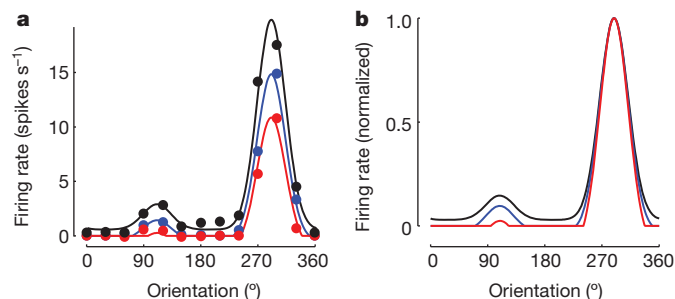 a
Firing rate (spikes s⁻¹)
15
10
5
0
0 90 180 270 360
Orientation (º)
b
Firing rate (normalized)
1.0
0.5
0
0 90 180 270 360
Orientation (º)